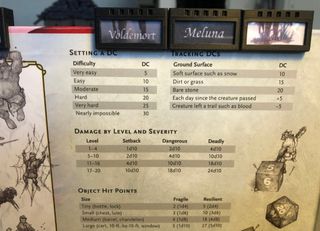 Voldemort
Meluna
SETTING A DC
Difficulty DC
Very easy 5
Easy 10
Moderate 15
Hard 20
Very hard 25
Nearly impossible 30
TRACKING DCS
Ground Surface DC
Soft surface such as snow 10
Dirt or grass 15
Bare stone 20
Each day since the creature passed +5
Creature left a trail such as blood -5
DAMAGE BY LEVEL AND SEVERITY
Level Setback Dangerous Deadly
1–4 1d10 2d10 4d10
5–10 2d10 4d10 10d10
11–16 4d10 10d10 18d10
17–20 10d10 18d10 24d10
OBJECT HIT POINTS
Size Fragile Resilient
Tiny (bottle, lock) 2 (1d4) 5 (2d4)
Small (chest, lute) 3 (1d6) 10 (3d6)
Medium (barrel, chandelier) 4 (1d8) 18 (4d8)
Large (cart, 10-ft.-by-10-ft. window) 5 (1d10) 27 (5d10)